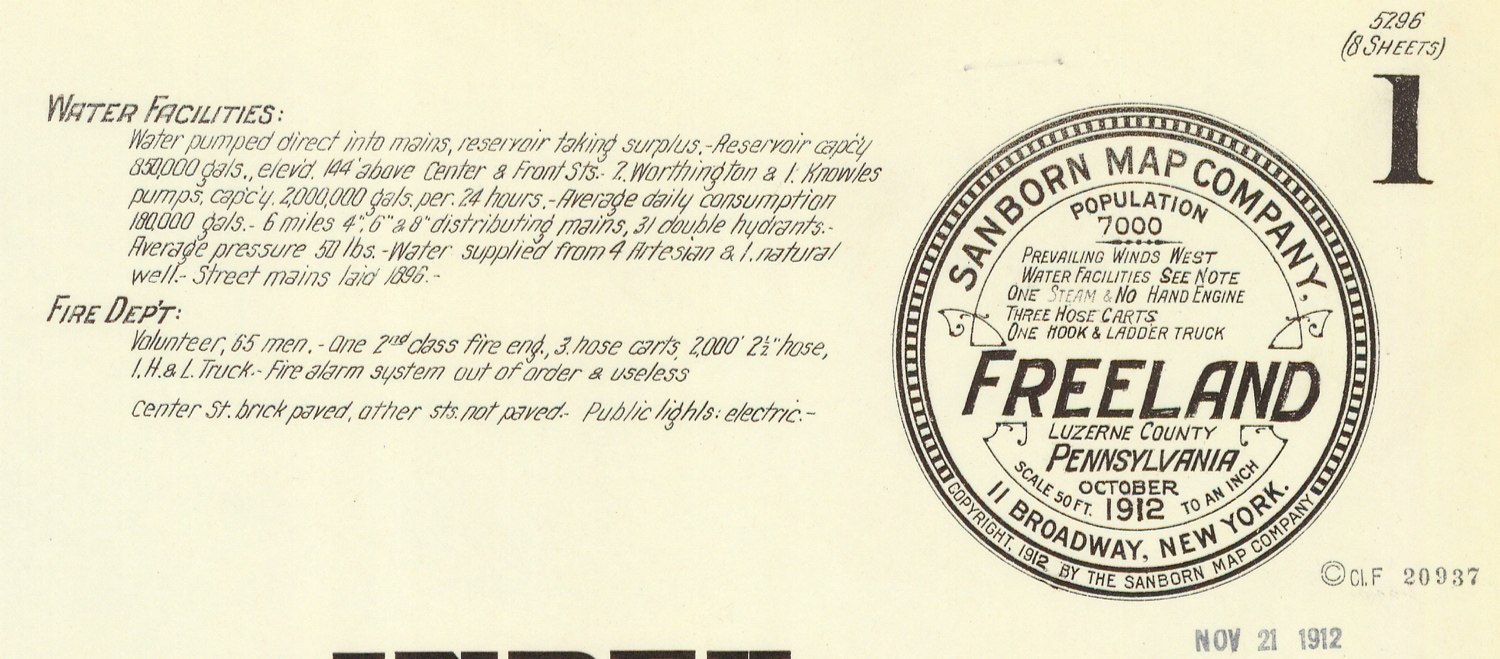 5296
(8 SHEETS)
1
WATER FACILITIES:
Water pumped direct into mains, reservoir taking surplus.-Reservoir capc'y
850,000 gals., elev'd. 144' above Center & Front Sts.- 2. Worthington & 1. Knowles
pumps, capc'y. 2,000,000 gals. per. 24 hours.-Average daily consumption
180,000 gals.- 6 miles 4", 6" & 8" distributing mains, 31 double hydrants.-
Average pressure 50 lbs.-Water supplied from 4 Artesian & 1. natural
well.- Street mains laid 1896.-
FIRE DEP'T:
Volunteer, 65 men.- One 2nd class fire eng., 3. hose carts, 2,000' 2½" hose,
1. H. & L. Truck.- Fire alarm system out of order & useless
Center St. brick paved, other sts. not paved.- Public lights: electric.-
SANBORN MAP COMPANY,
POPULATION
7000
PREVAILING WINDS WEST
WATER FACILITIES SEE NOTE
ONE STEAM & NO HAND ENGINE
THREE HOSE CARTS
ONE HOOK & LADDER TRUCK
FREELAND
LUZERNE COUNTY
PENNSYLVANIA
OCTOBER
1912
SCALE 50 FT. TO AN INCH
11 BROADWAY, NEW YORK.
COPYRIGHT, 1912 BY THE SANBORN MAP COMPANY
© Cl. F 20937
NOV 21 1912